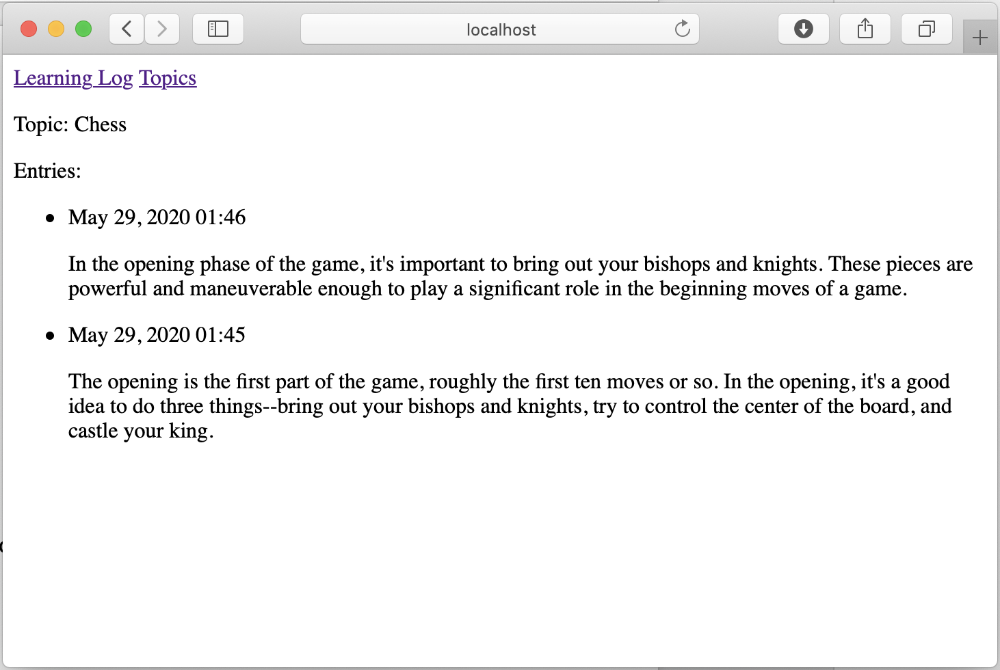 localhost
Learning Log Topics
Topic: Chess
Entries:
May 29, 2020 01:46
In the opening phase of the game, it's important to bring out your bishops and knights. These pieces are
powerful and maneuverable enough to play a significant role in the beginning moves of a game.
May 29, 2020 01:45
The opening is the first part of the game, roughly the first ten moves or so. In the opening, it's a good
idea to do three things--bring out your bishops and knights, try to control the center of the board, and
castle your king.